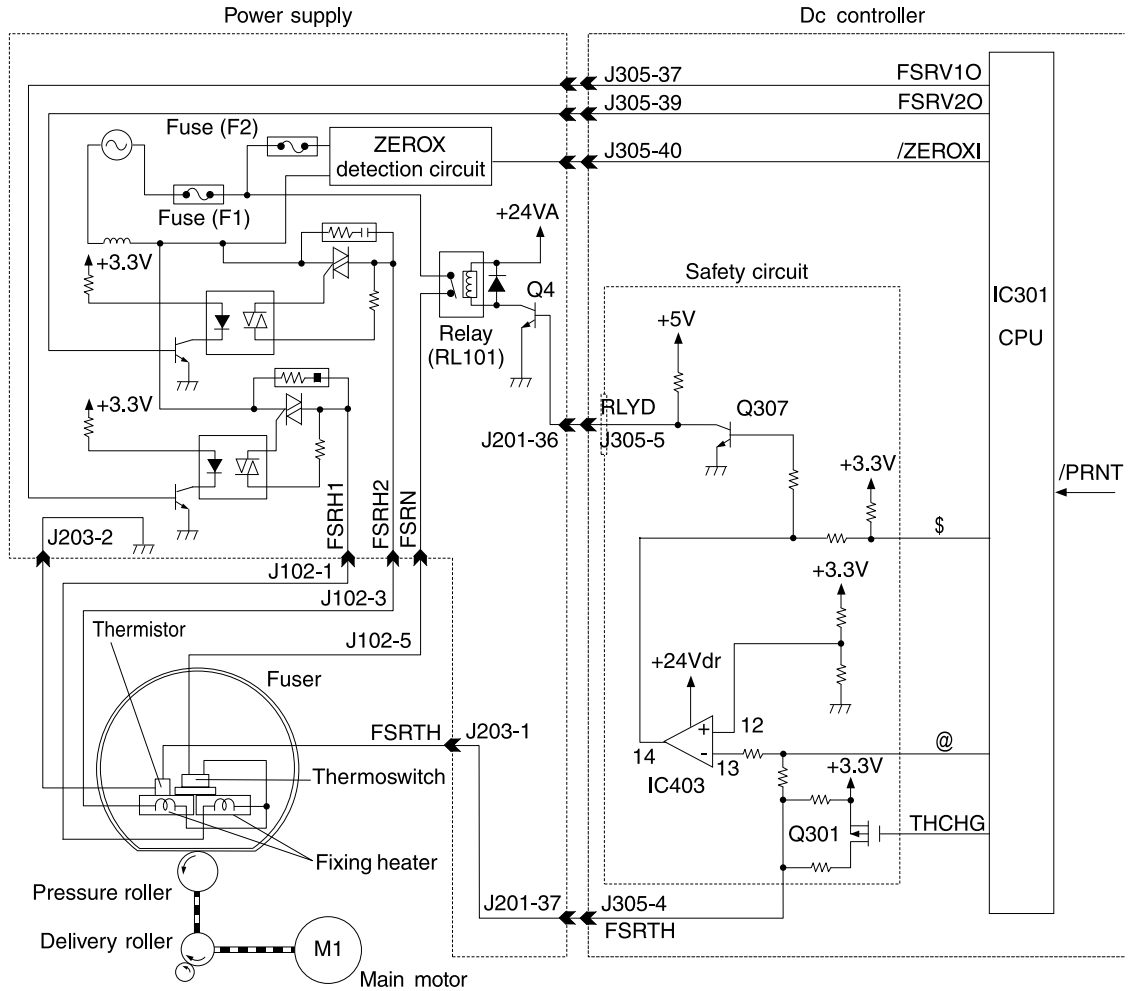 Power supply
Dc controller
J305-37
FSRV1O
J305-39
FSRV2O
Fuse (F2)
ZEROX
detection circuit
J305-40
/ZEROXI
Fuse (F1)
+24VA
+3.3V
Safety circuit
Q4
IC301
CPU
Relay
(RL101)
+5V
+3.3V
RLYD
Q307
J201-36
J305-5
+3.3V
/PRNT
FSRH1
FSRH2
FSRN
J203-2
$
J102-1
+3.3V
J102-3
Thermistor
J102-5
+24Vdr
Fuser
12
+
FSRTH
J203-1
14
-
13
@
Thermoswitch
IC403
+3.3V
Q301
THCHG
Fixing heater
Pressure roller
J201-37
J305-4
FSRTH
Delivery roller
M1
Main motor